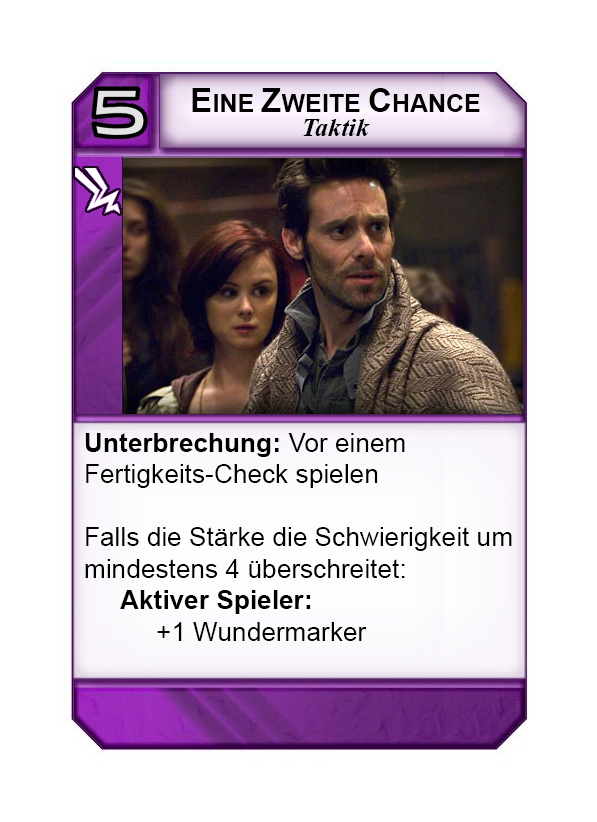 5
Eine Zweite Chance
Taktik
Unterbrechung: Vor einem
Fertigkeits-Check spielen
Falls die Stärke die Schwierigkeit um
mindestens 4 überschreitet:
Aktiver Spieler:
+1 Wundermarker